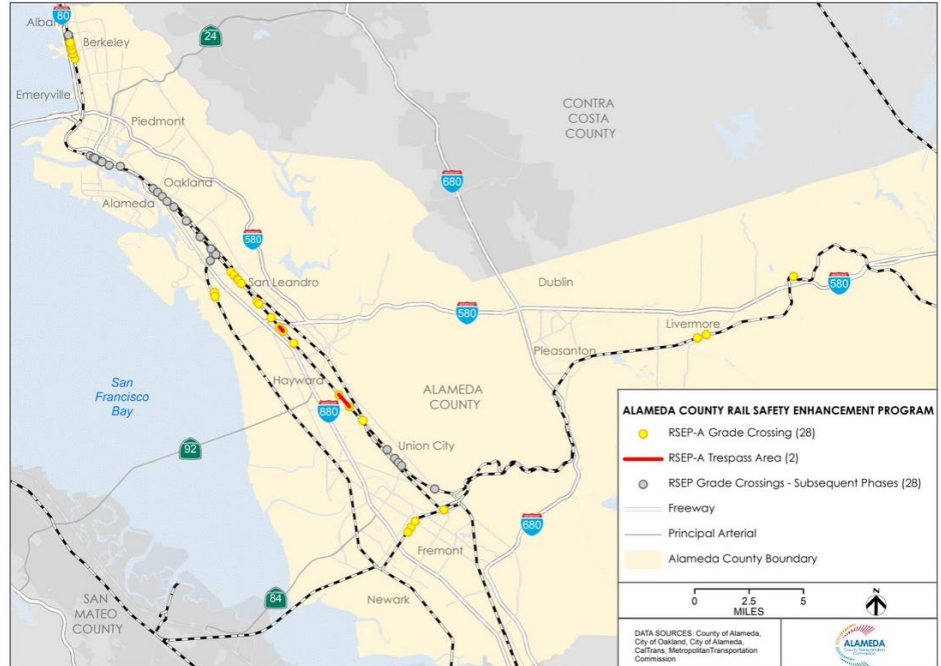 80
Alban
Berkeley
24
Emeryville
Piedmont
CONTRA
COSTA
COUNTY
680
Oakland
Alameda
580
San Leandro
Dublin
580
580
Livermore
Pleasanton
San
Francisco
Bay
Hayward
880
ALAMEDA
COUNTY
92
Union City
680
Fremont
84
Newark
SAN
MATEO
COUNTY
ALAMEDA COUNTY RAIL SAFETY ENHANCEMENT PROGRAM
RSEP-A Grade Crossing (28)
RSEP-A Trespass Area (2)
RSEP Grade Crossings - Subsequent Phases (28)
Freeway
Principal Arterial
Alameda County Boundary
0 2.5 5
MILES
N
DATA SOURCES: County of Alameda,
City of Oakland, City of Alameda,
CalTrans, MetropolitanTransportation
Commission
ALAMEDA
County Transportation
Commission